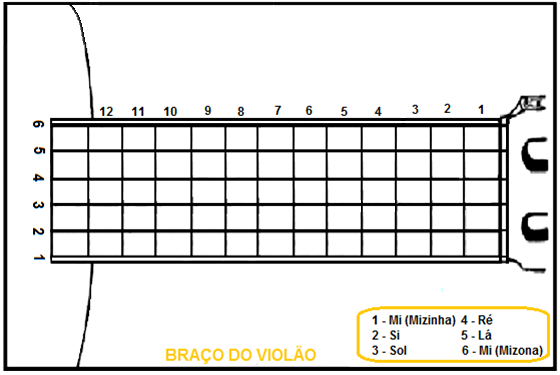 12 11 10 9 8 7 6 5 4 3 2 1
6
5
4
3
2
1
1 - Mi (Mizinha) 4 - Ré
2 - Si 5 - Lá
3 - Sol 6 - Mi (Mizona)
BRAÇO DO VIOLÃO